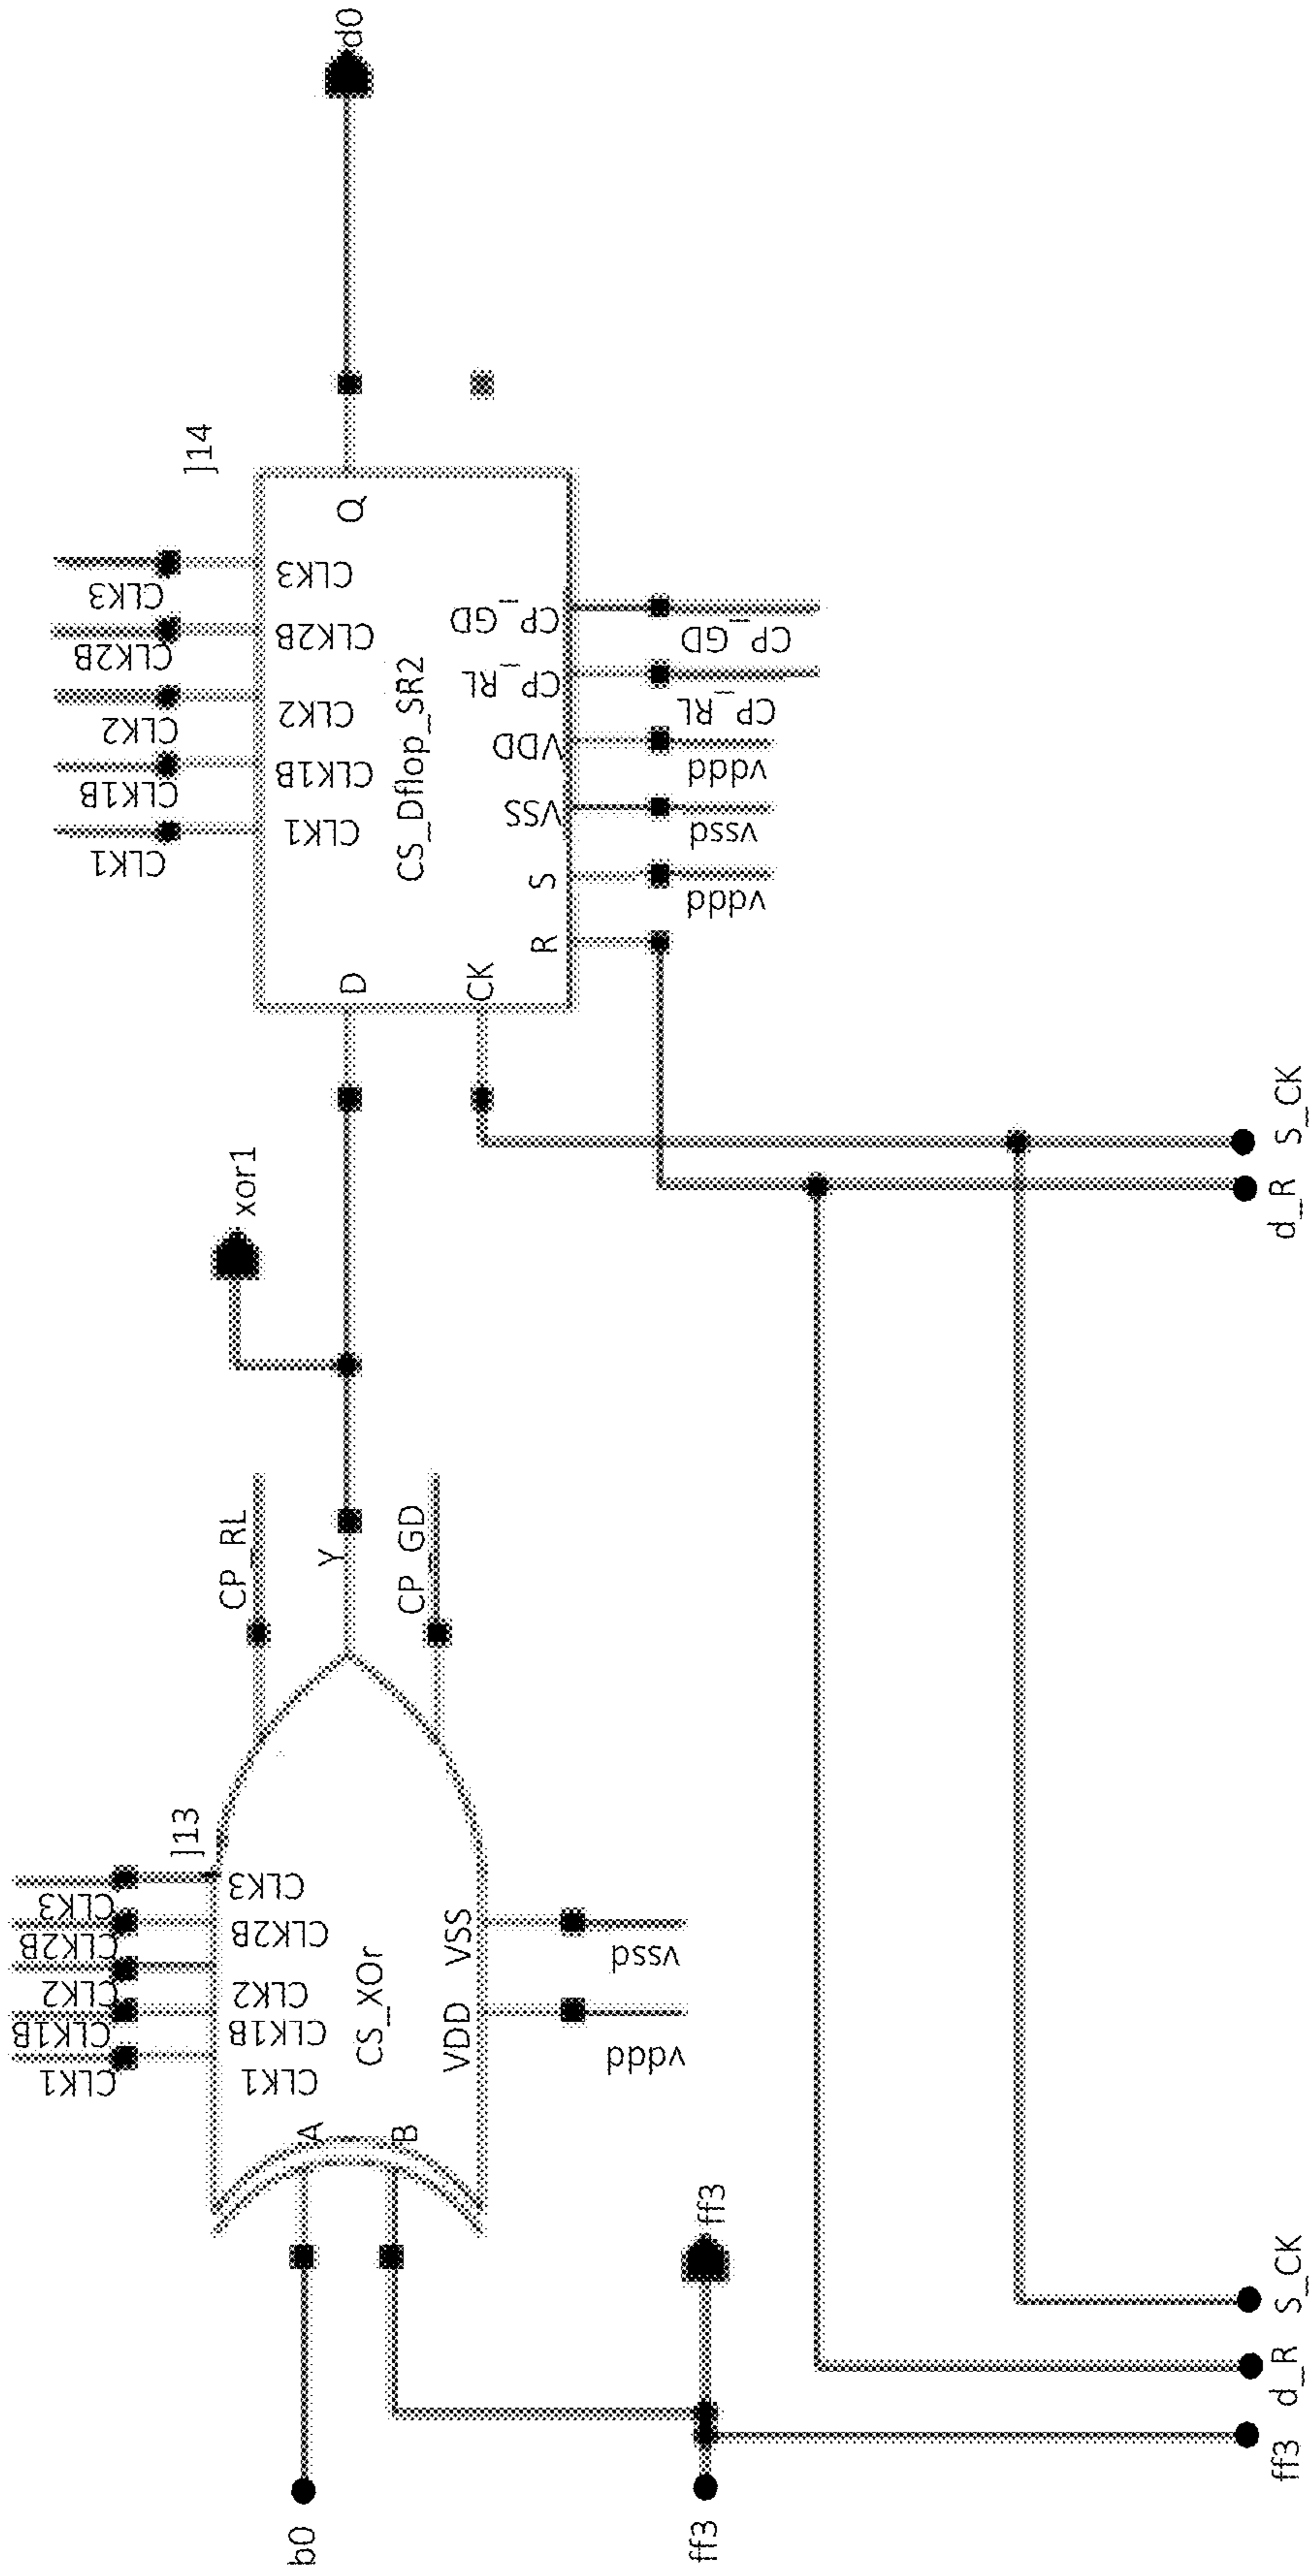 b0
ff3
ff3
ff3
d_R
S_CK
A
B
CLK1
CLK1B
CLK2
CLK2B
CLK3
CLK1
CLK1B
CLK2
CLK2B
CLK3
]13
CS_XOr
VDD
VSS
vddd
vssd
CP_RL
Y
CP_GD
xor1
d_R
S_CK
D
CK
R
S
VSS
VDD
CP_RL
CP_GD
vddd
vssd
vddd
CP_RL
CP_GD
CLK1
CLK1B
CLK2
CLK2B
CLK3
CLK1
CLK1B
CLK2
CLK2B
CLK3
CS_Dflop_SR2
]14
Q
d0